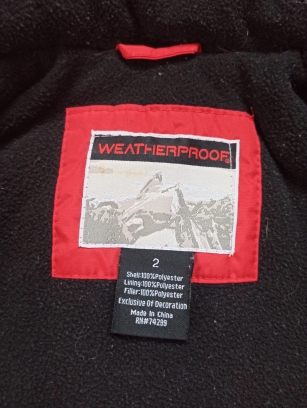 WEATHERPROOF®
2
Shell:100%Polyester
Lining:100%Polyester
Filler:100%Polyester
Exclusive Of Decoration
Made In China
RN#74299